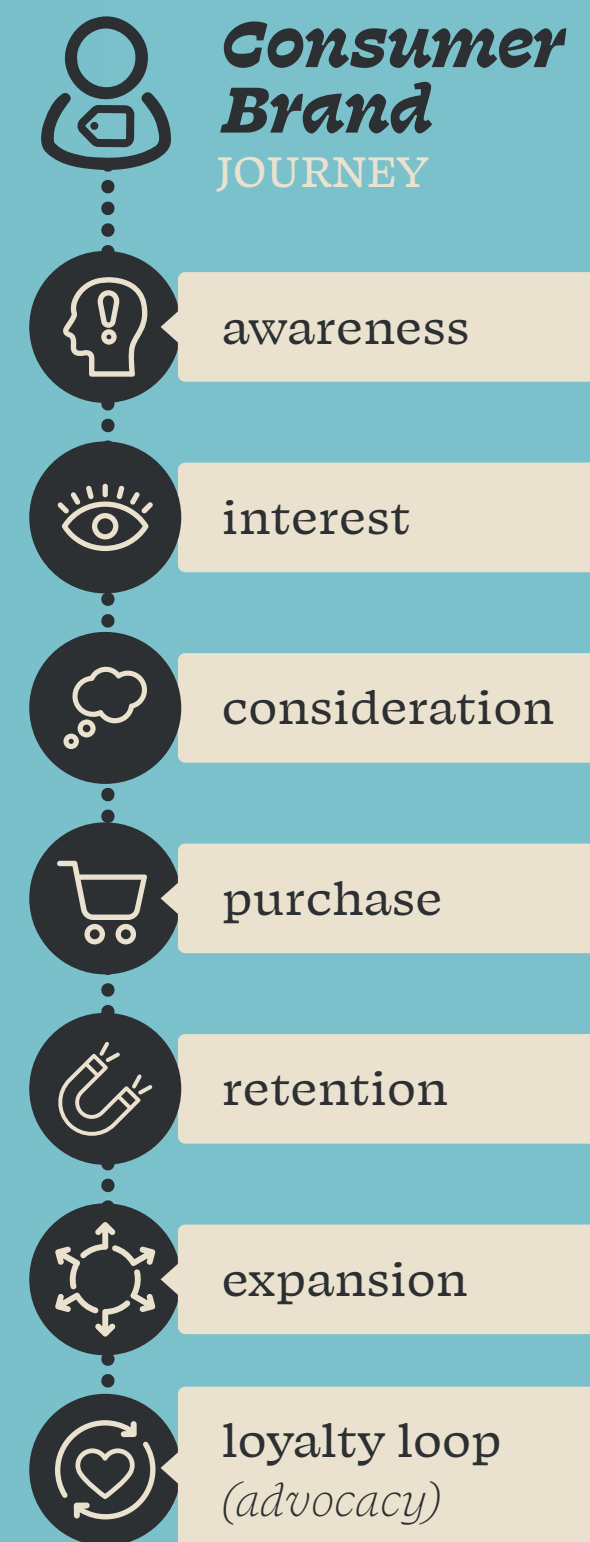 Consumer
Brand
JOURNEY
awareness
interest
consideration
purchase
retention
expansion
loyalty loop
(advocacy)